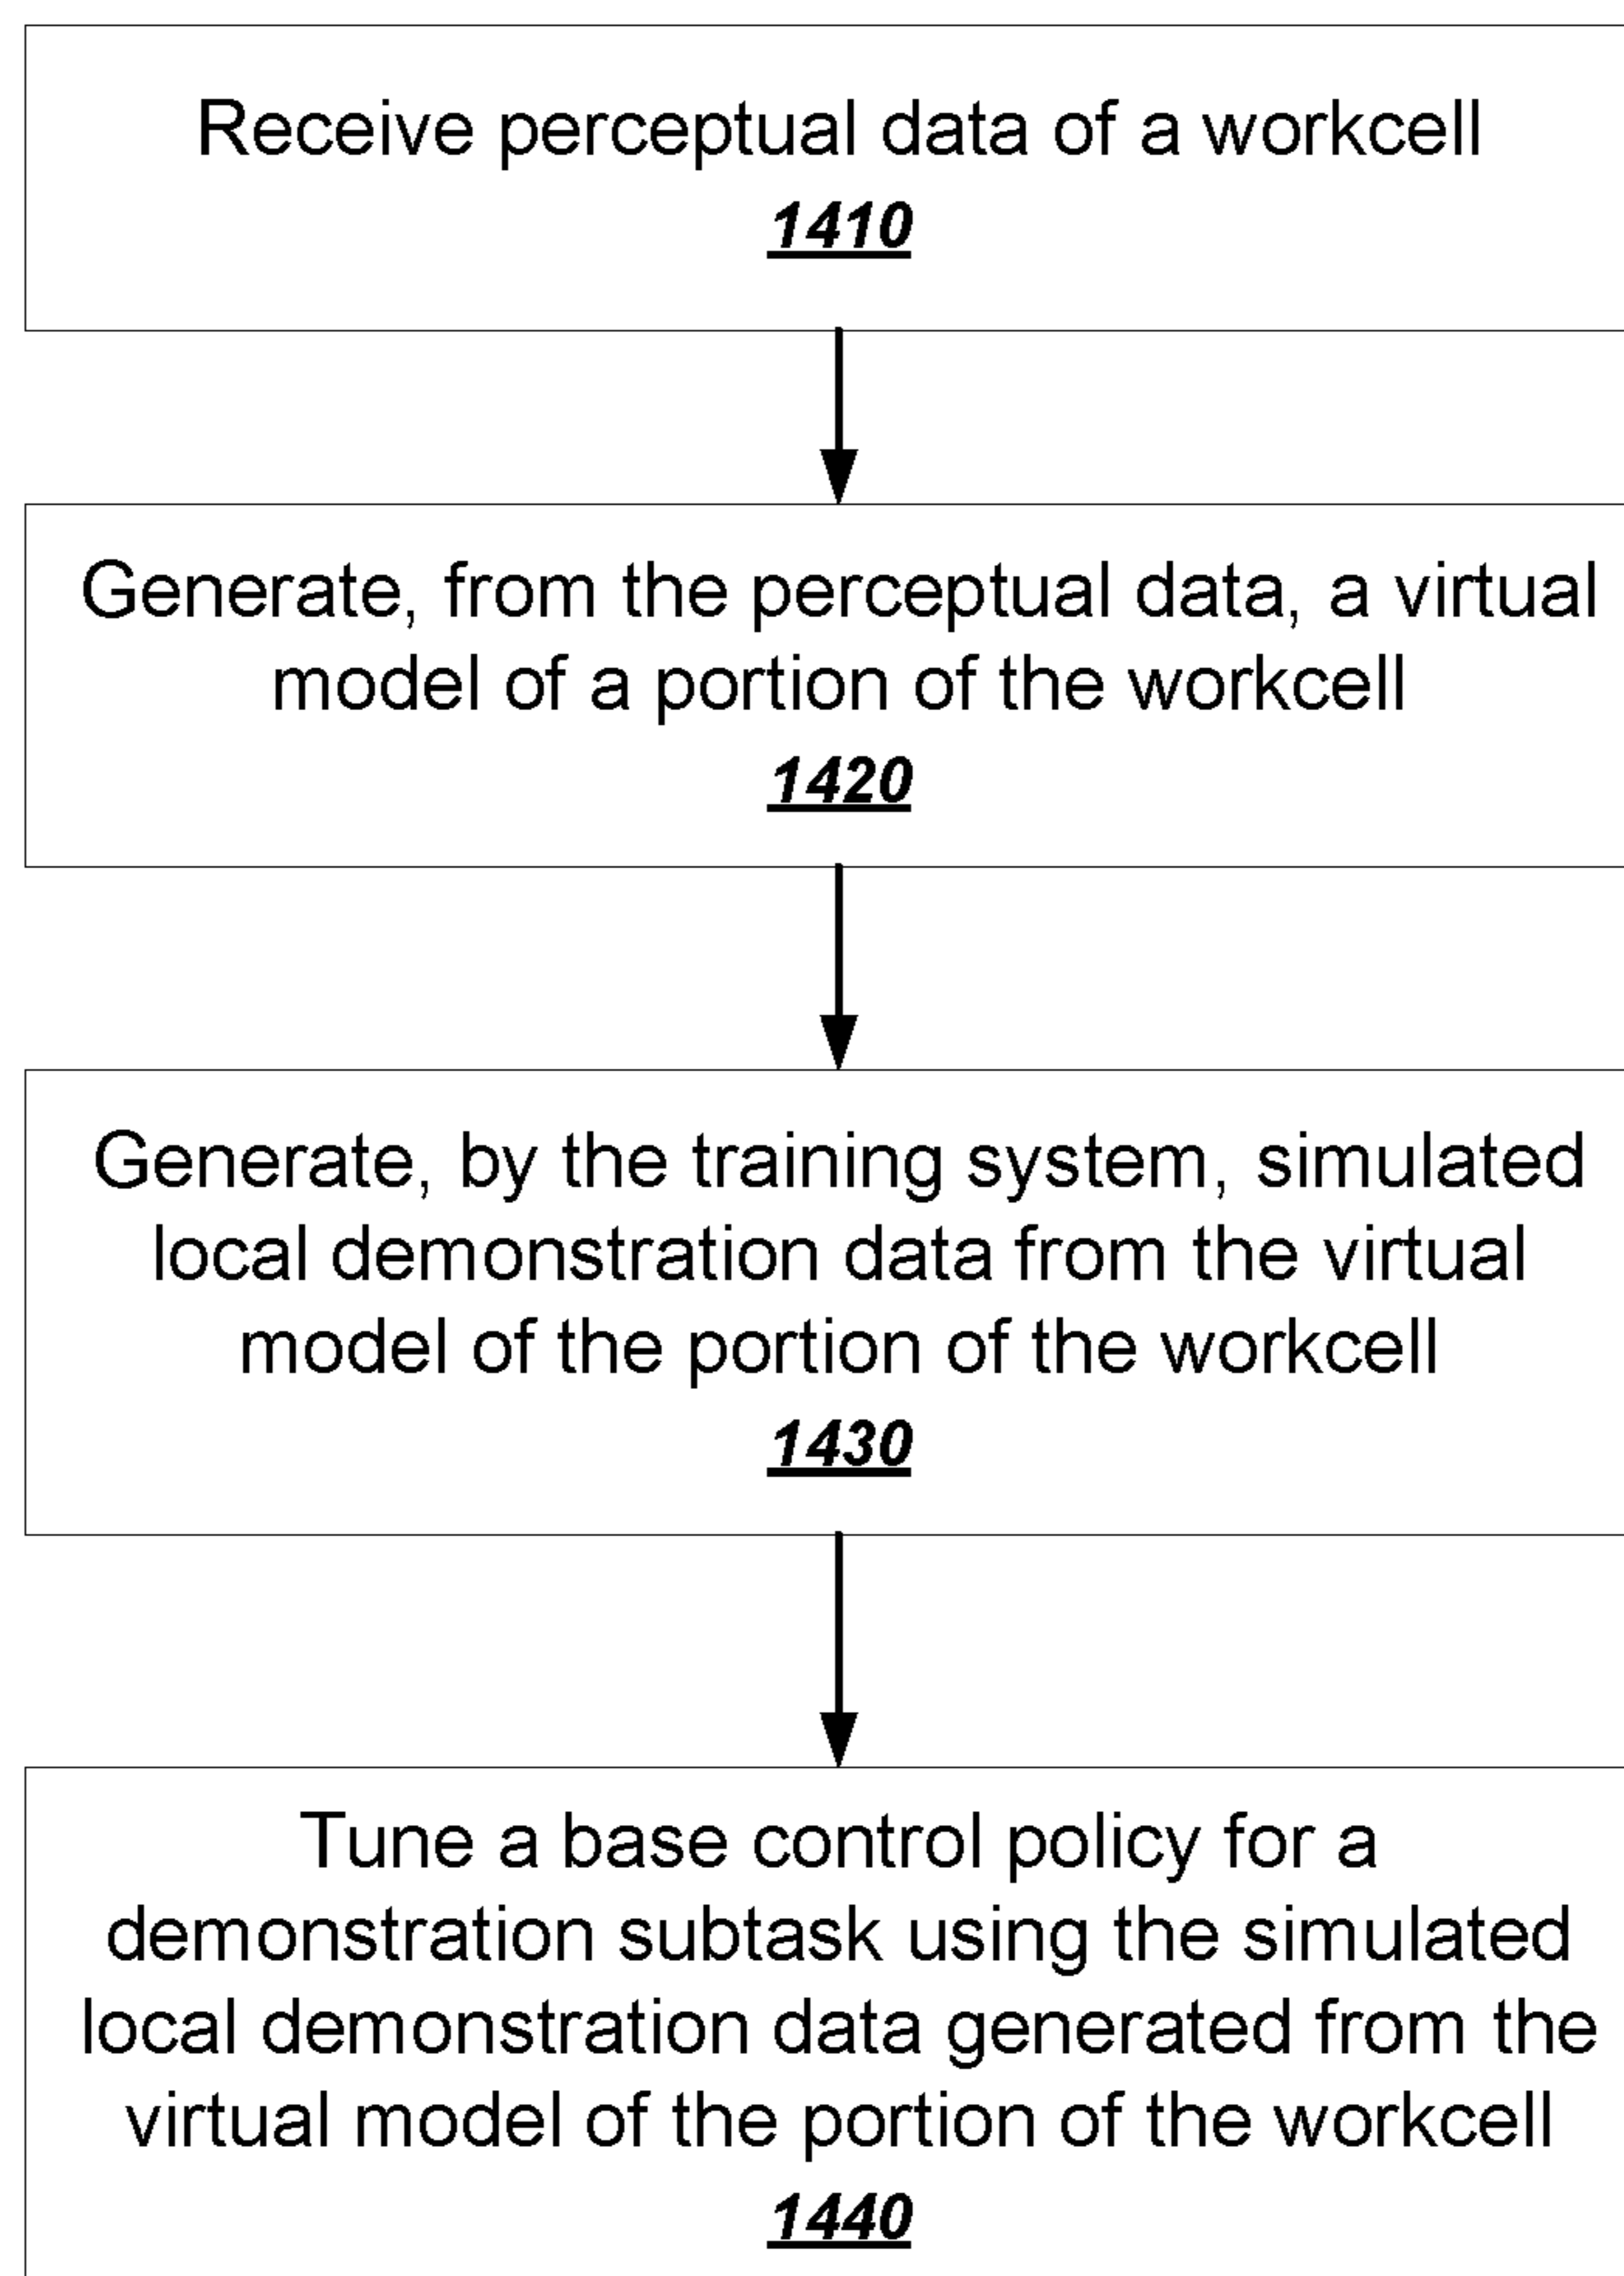 Receive perceptual data of a workcell
1410
Generate, from the perceptual data, a virtual
model of a portion of the workcell
1420
Generate, by the training system, simulated
local demonstration data from the virtual
model of the portion of the workcell
1430
Tune a base control policy for a
demonstration subtask using the simulated
local demonstration data generated from the
virtual model of the portion of the workcell
1440